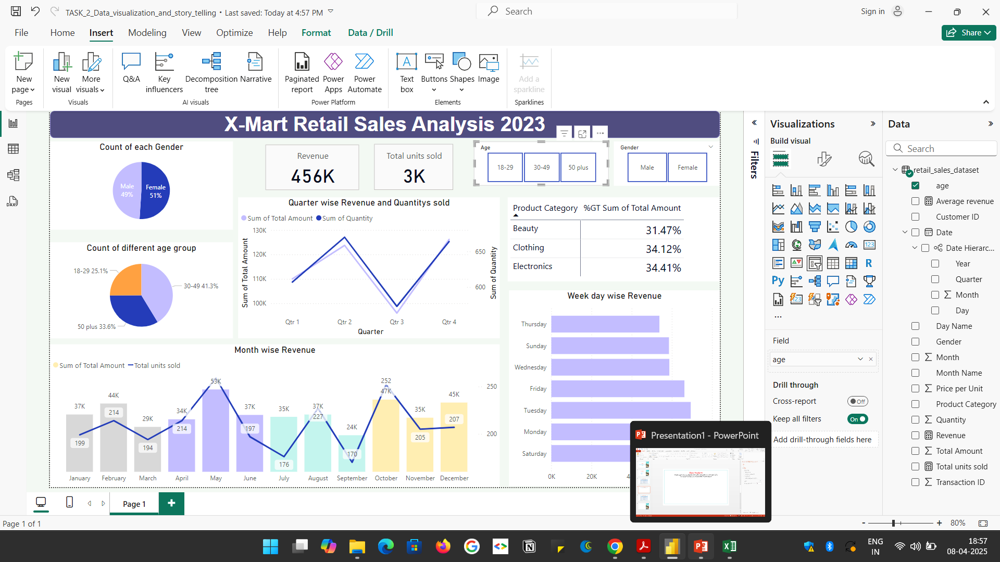 TASK_2_Data_visualization_and_story_telling • Last saved: Today at 4:57 PM
Search
Sign in
File
Home
Insert
Modeling
View
Optimize
Help
Format
Data / Drill
Share
New page
New visual
More visuals
Q&A
Key influencers
Decomposition tree
Narrative
Paginated report
Power Apps
Power Automate
Text box
Buttons
Shapes
Image
Add a sparkline
Pages
Visuals
AI visuals
Power Platform
Elements
Sparklines
X-Mart Retail Sales Analysis 2023
Count of each Gender
Male 49%
Female 51%
Revenue
456K
Total units sold
3K
Age
18-29
30-49
50 plus
Gender
Male
Female
Count of different age group
18-29 25.1%
30-49 41.3%
50 plus 33.6%
Quarter wise Revenue and Quantitys sold
Sum of Total Amount
Sum of Quantity
130K
120K
110K
100K
650
600
Sum of Total Amount
Sum of Quantity
Qtr 1
Qtr 2
Qtr 3
Qtr 4
Quarter
Product Category
%GT Sum of Total Amount
Beauty 31.47%
Clothing 34.12%
Electronics 34.41%
Week day wise Revenue
Thursday
Sunday
Wednesday
Friday
Tuesday
Monday
Saturday
0K
20K
Month wise Revenue
Sum of Total Amount
Total units sold
37K
44K
29K
34K
53K
37K
35K
37K
24K
252
47K
35K
45K
199
214
194
214
197
176
227
170
205
207
250
200
January
February
March
April
May
June
July
August
September
October
November
December
Filters
Visualizations
Build visual
Field
age
Drill through
Cross-report
Off
Keep all filters
On
Add drill-through fields here
Data
Search
retail_sales_dataset
age
Average revenue
Customer ID
Date
Date Hierarc...
Year
Quarter
Month
Day
Day Name
Gender
Month
Month Name
Price per Unit
Product Category
Quantity
Revenue
Total Amount
Total units sold
Transaction ID
Presentation1 - PowerPoint
Page 1
Page 1 of 1
80%
ENG
IN
18:57
08-04-2025